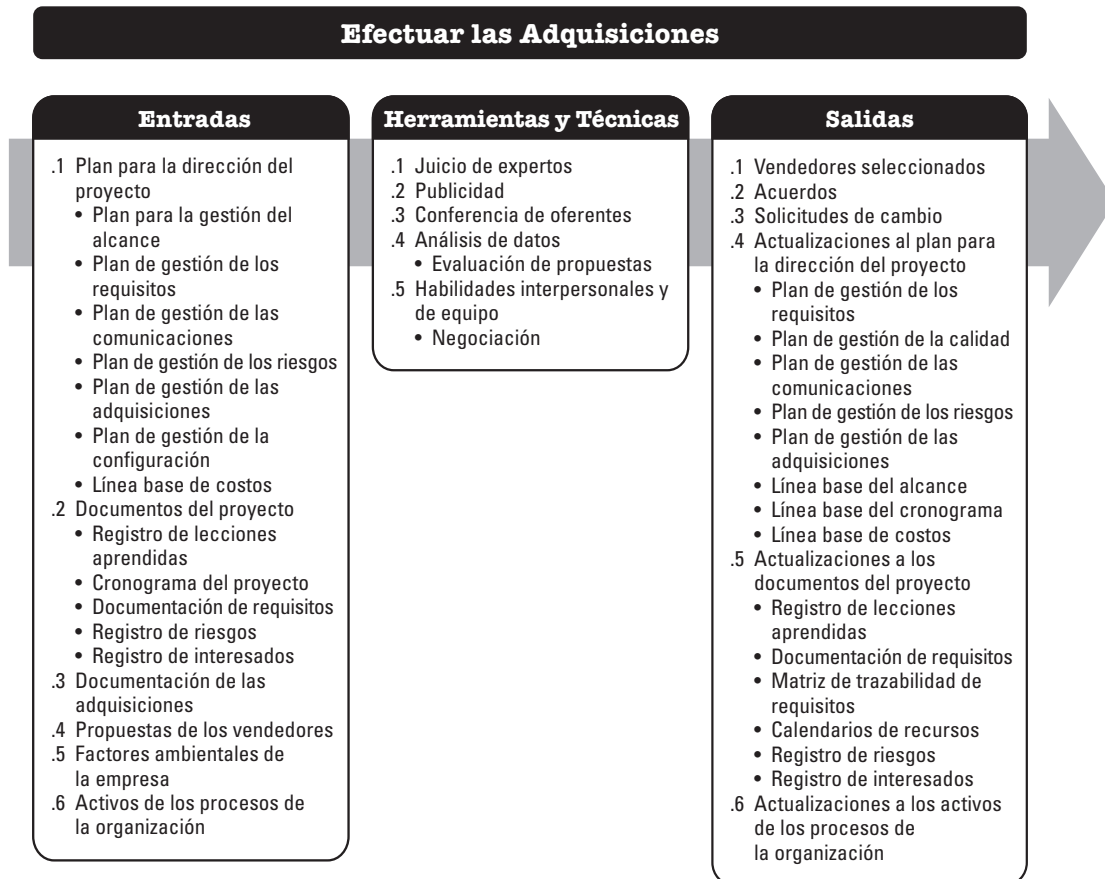 Efectuar las Adquisiciones
Entradas
.1 Plan para la dirección del
proyecto
• Plan para la gestión del
alcance
• Plan de gestión de los
requisitos
• Plan de gestión de las
comunicaciones
• Plan de gestión de los riesgos
• Plan de gestión de las
adquisiciones
• Plan de gestión de la
configuración
• Línea base de costos
.2 Documentos del proyecto
• Registro de lecciones
aprendidas
• Cronograma del proyecto
• Documentación de requisitos
• Registro de riesgos
• Registro de interesados
.3 Documentación de las
adquisiciones
.4 Propuestas de los vendedores
.5 Factores ambientales de
la empresa
.6 Activos de los procesos de
la organización
Herramientas y Técnicas
.1 Juicio de expertos
.2 Publicidad
.3 Conferencia de oferentes
.4 Análisis de datos
• Evaluación de propuestas
.5 Habilidades interpersonales y
de equipo
• Negociación
Salidas
.1 Vendedores seleccionados
.2 Acuerdos
.3 Solicitudes de cambio
.4 Actualizaciones al plan para
la dirección del proyecto
• Plan de gestión de los
requisitos
• Plan de gestión de la calidad
• Plan de gestión de las
comunicaciones
• Plan de gestión de los riesgos
• Plan de gestión de las
adquisiciones
• Línea base del alcance
• Línea base del cronograma
• Línea base de costos
.5 Actualizaciones a los
documentos del proyecto
• Registro de lecciones
aprendidas
• Documentación de requisitos
• Matriz de trazabilidad de
requisitos
• Calendarios de recursos
• Registro de riesgos
• Registro de interesados
.6 Actualizaciones a los activos
de los procesos de
la organización